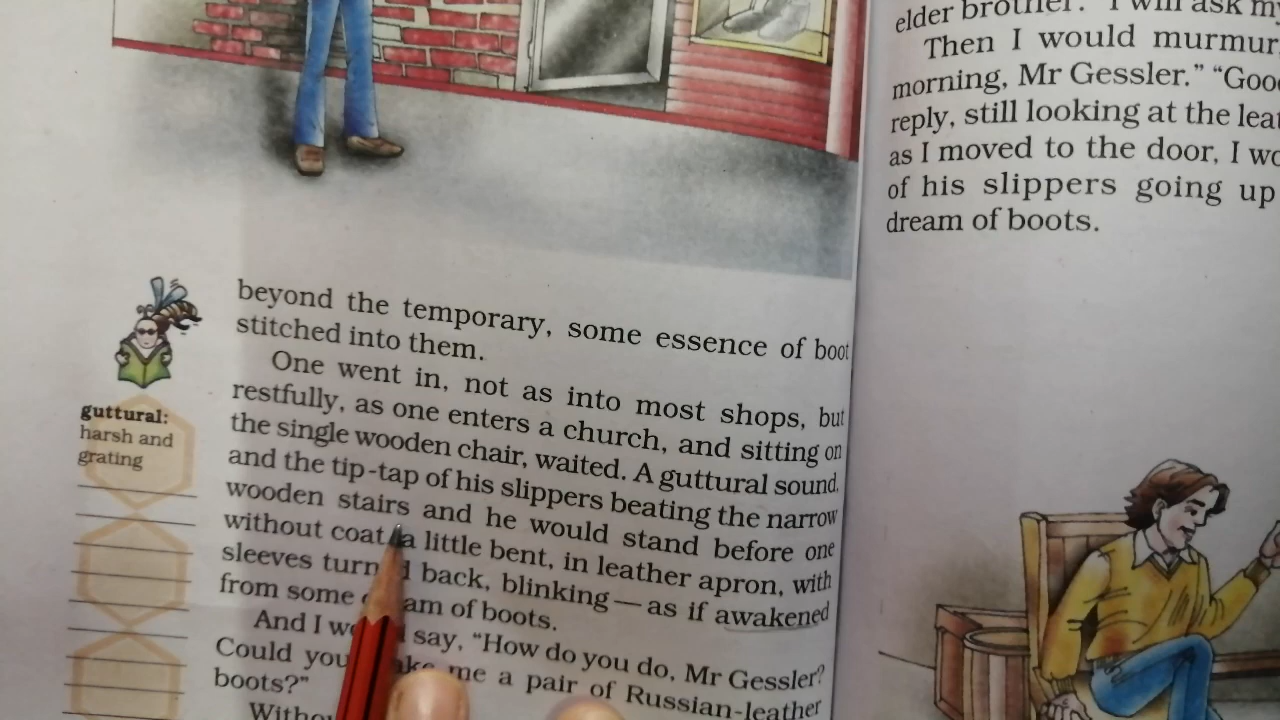 beyond the temporary, some essence of boot
stitched into them.
One went in, not as into most shops, but
restfully, as one enters a church, and sitting on
the single wooden chair, waited. A guttural sound,
and the tip-tap of his slippers beating the narrow
wooden stairs and he would stand before one
without coat, a little bent, in leather apron, with
sleeves turned back, blinking — as if awakened
from some am of boots.
And I say, “How do you do, Mr Gessler?
Could you me a pair of Russian-leather
boots?”
guttural:
harsh and
grating
elder brother. “I will ask
Then I would murmur
morning, Mr Gessler.” “Goo
reply, still looking at the lea
as I moved to the door, I wo
of his slippers going up
dream of boots.